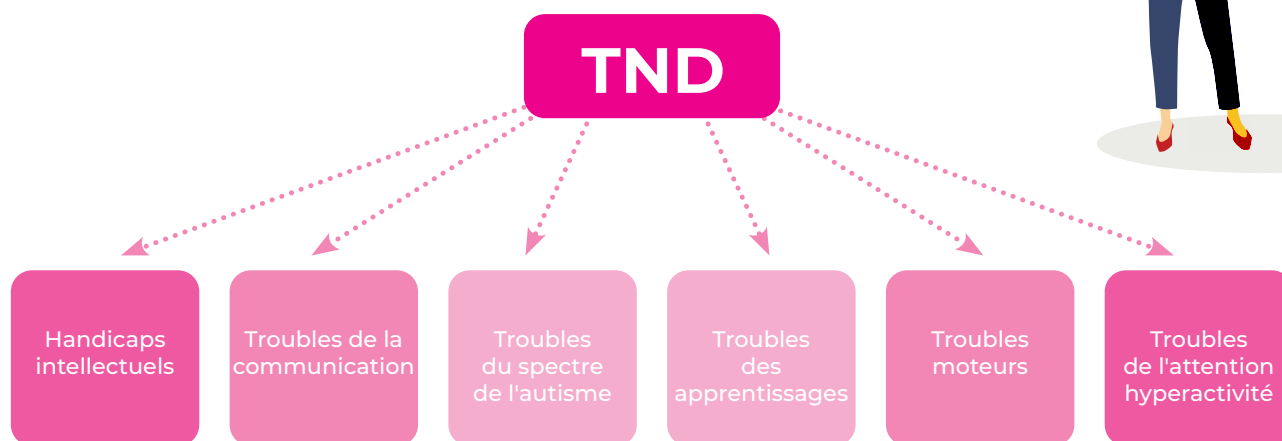 TND
Handicaps
intellectuels
Troubles de la
communication
Troubles
du spectre
de l'autisme
Troubles
des
apprentissages
Troubles
moteurs
Troubles
de l'attention
hyperactivité